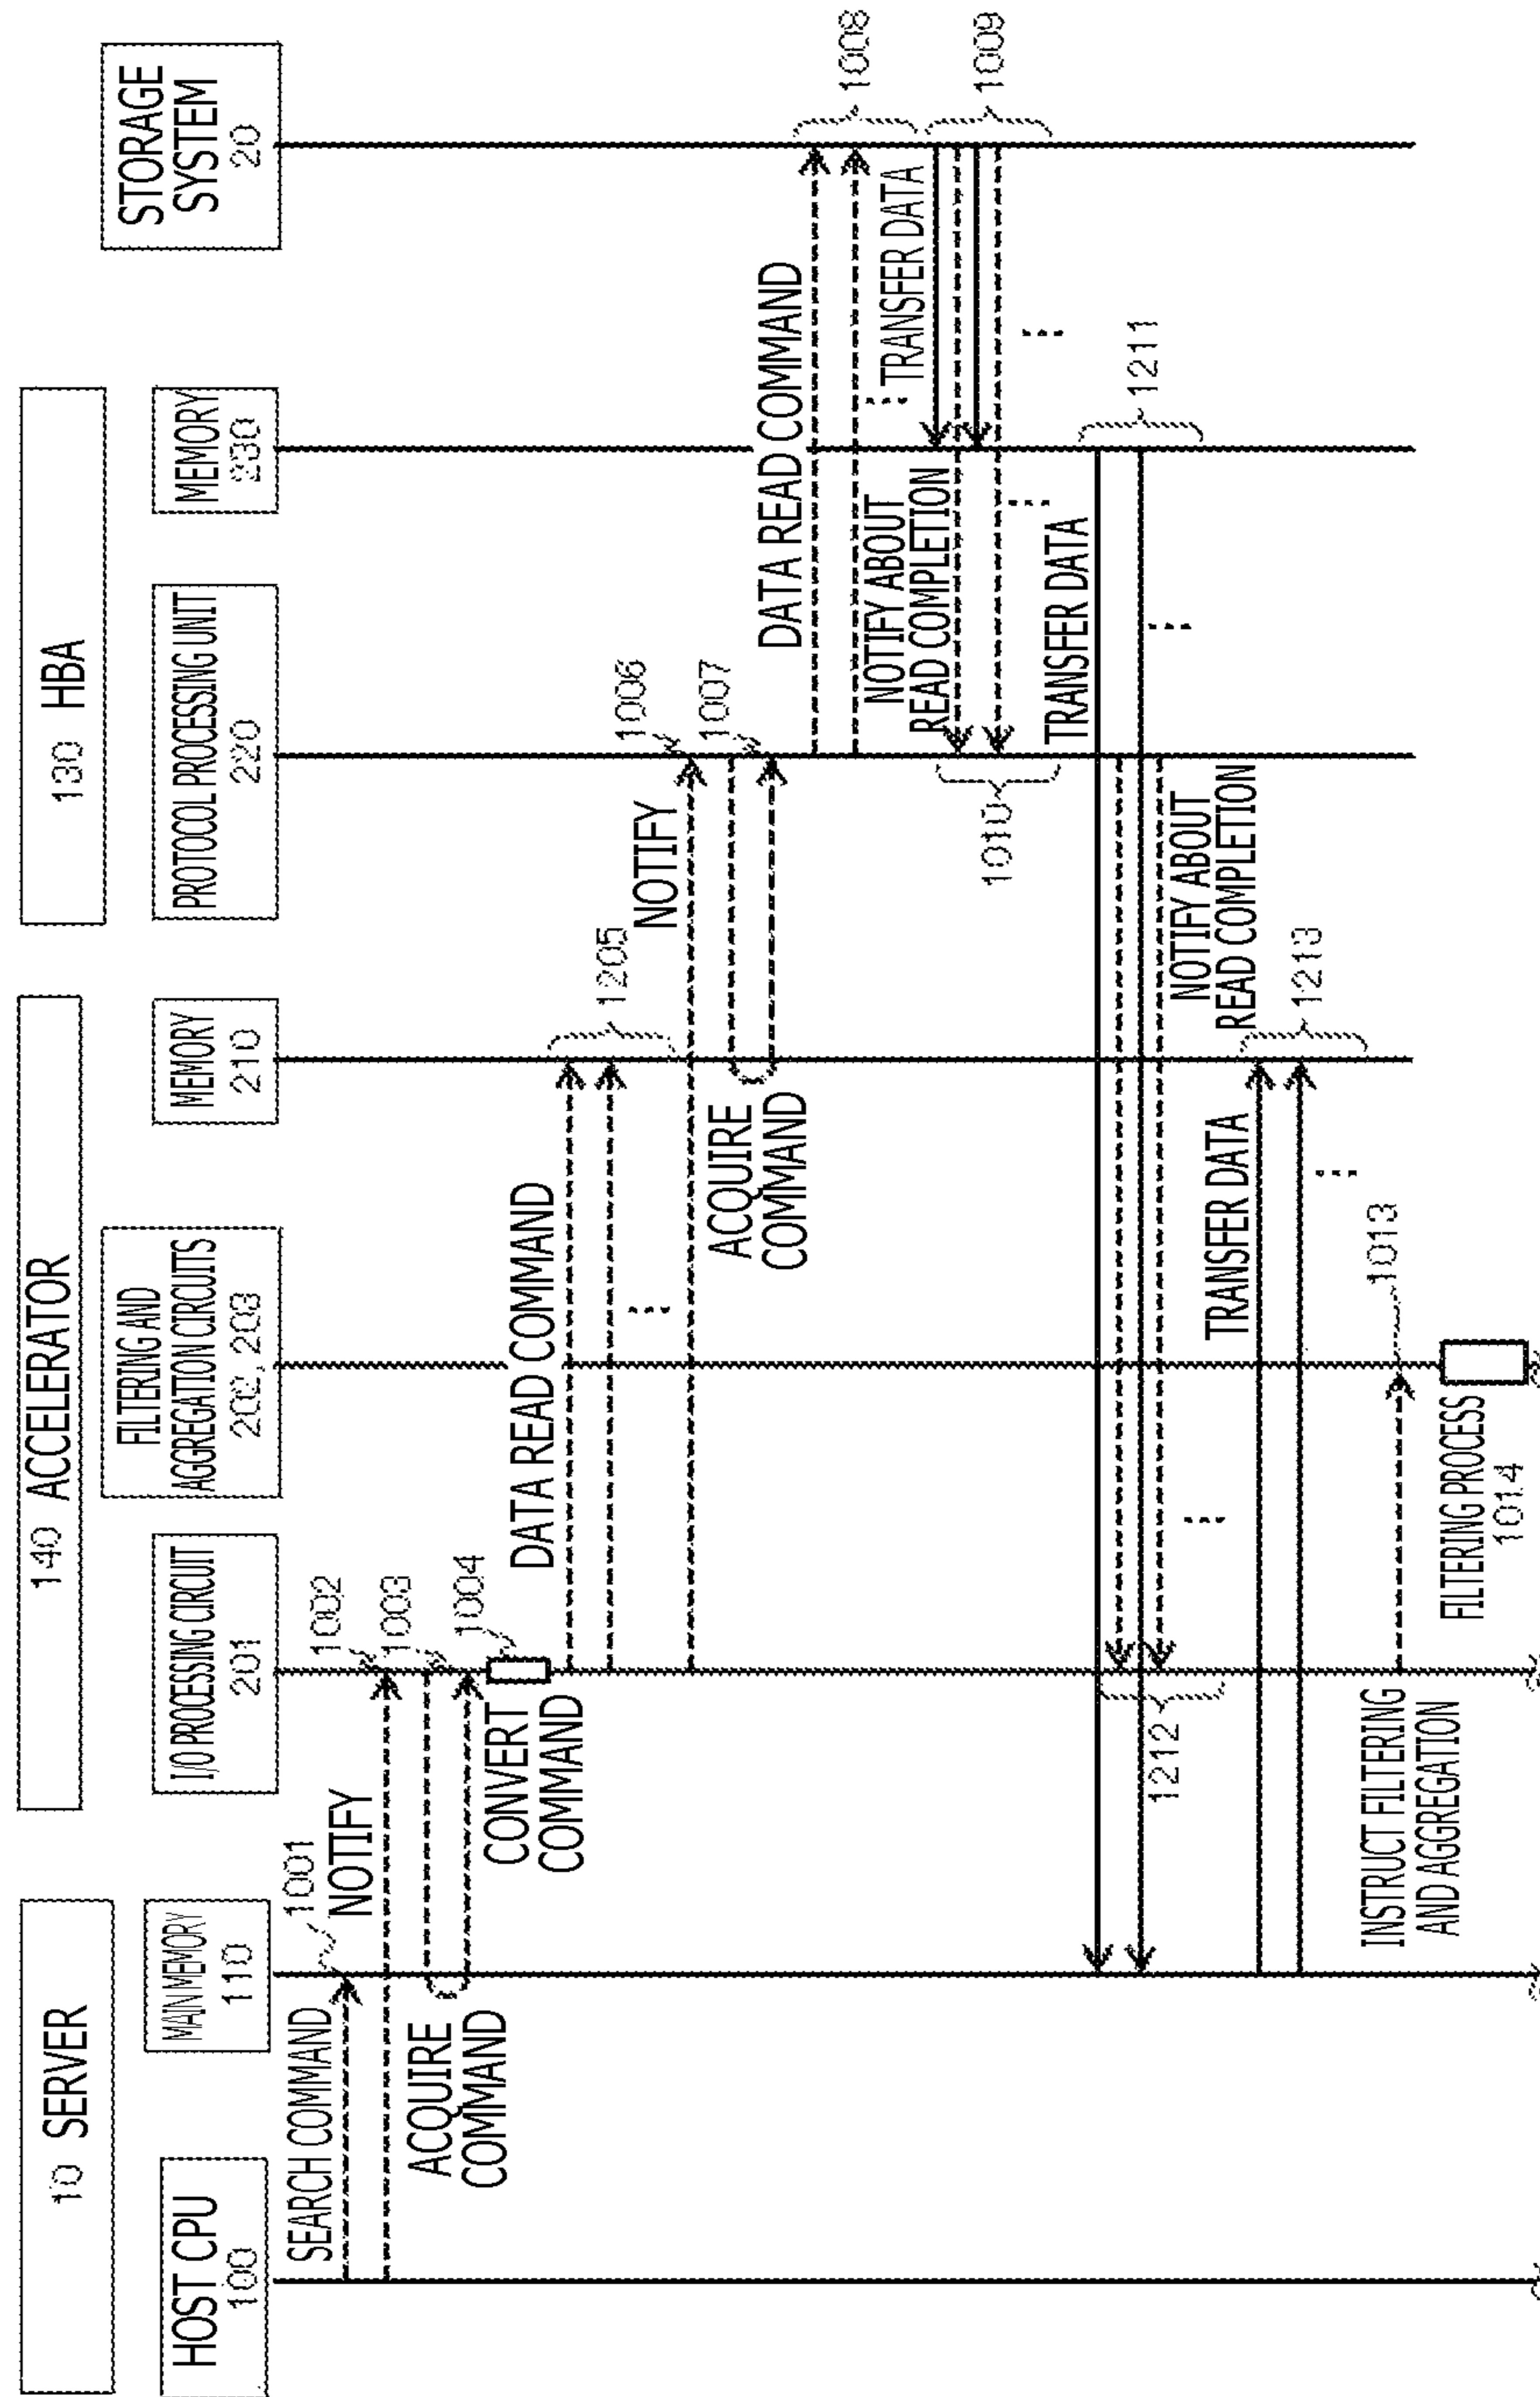 10 SERVER
140 ACCELERATOR
130 HBA
HOST CPU
100
MAIN MEMORY
110
I/O PROCESSING CIRCUIT
201
FILTERING AND
AGGREGATION CIRCUITS
202, 203
MEMORY
210
PROTOCOL PROCESSING UNIT
220
MEMORY
230
STORAGE
SYSTEM
20
SEARCH COMMAND
1001
NOTIFY
1002
ACQUIRE
COMMAND
1003
CONVERT
COMMAND
1004
DATA READ COMMAND
1205
NOTIFY
1006
ACQUIRE
COMMAND
1007
DATA READ COMMAND
1008
TRANSFER DATA
1009
NOTIFY ABOUT
READ COMPLETION
1010
TRANSFER DATA
1211
NOTIFY ABOUT
READ COMPLETION
1212
TRANSFER DATA
1213
INSTRUCT FILTERING
AND AGGREGATION
1013
FILTERING PROCESS
1014